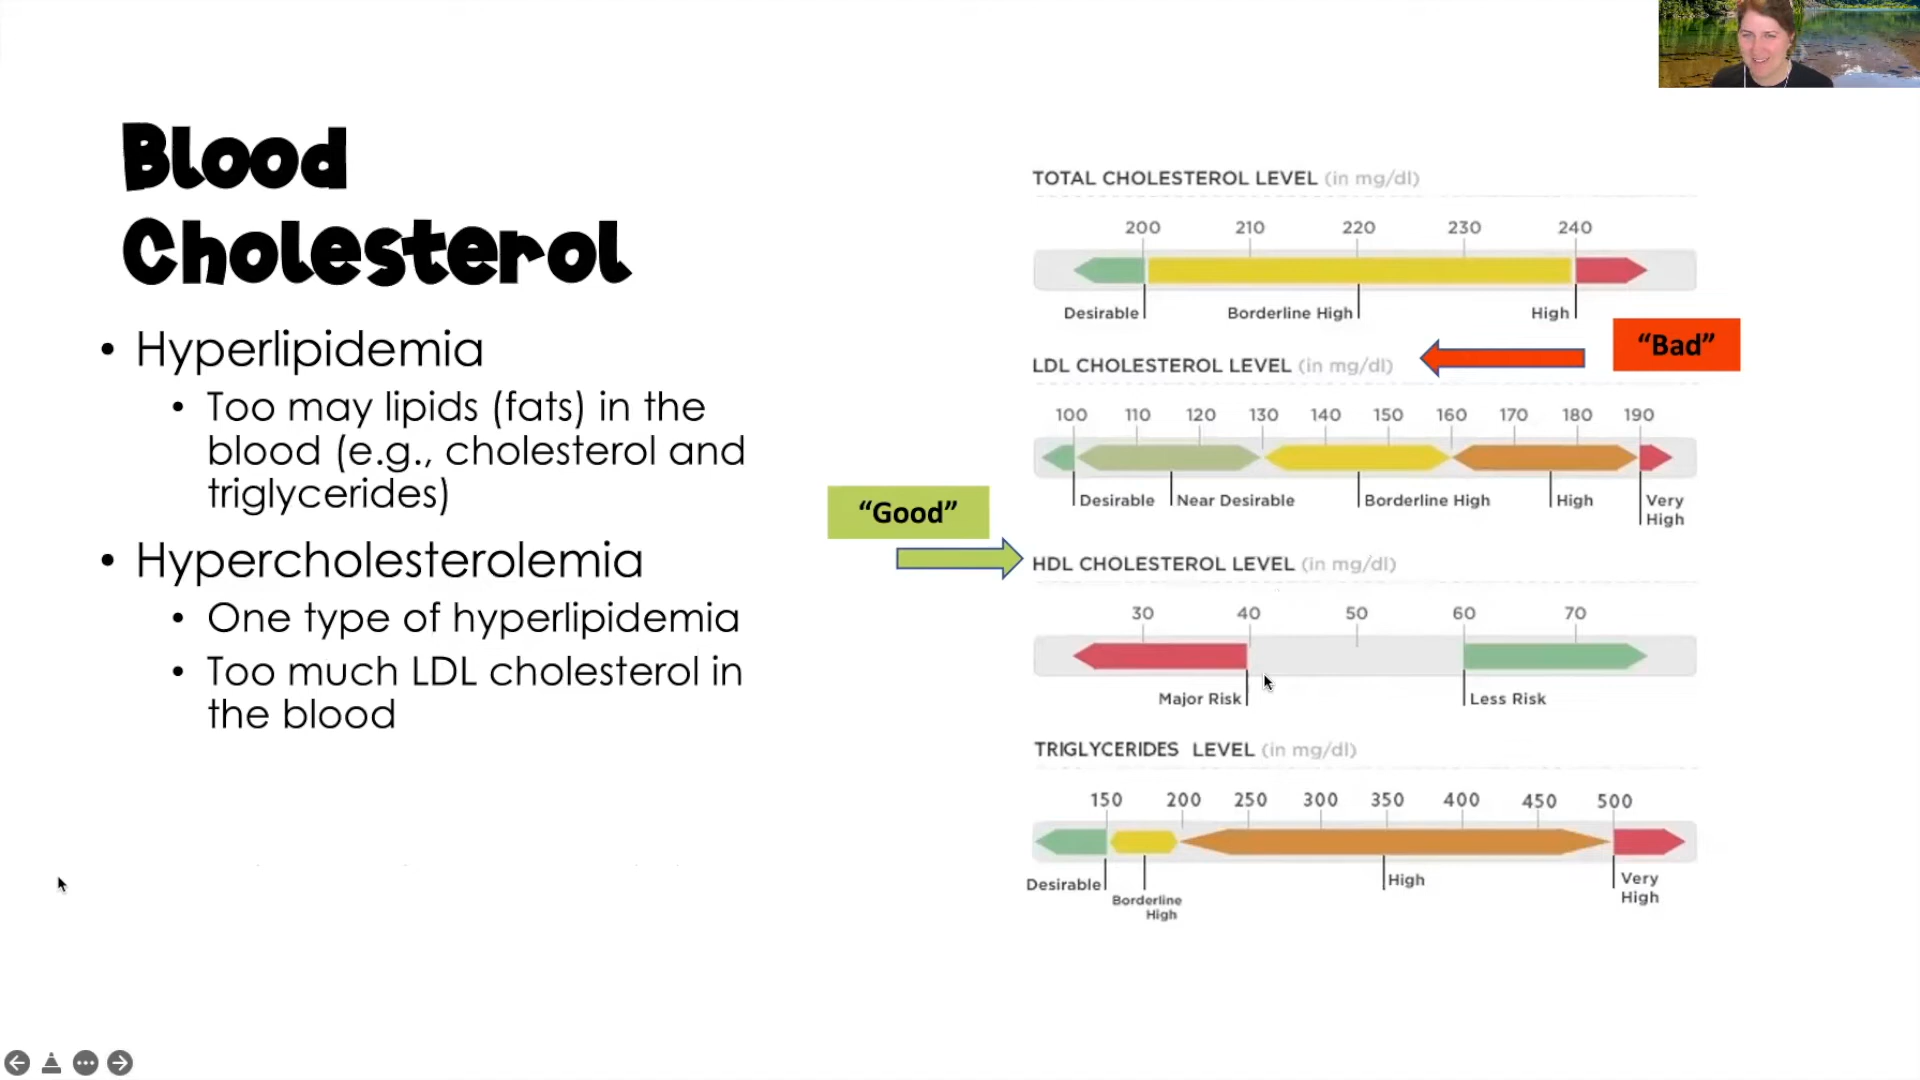 Blood
Cholesterol
• Hyperlipidemia
• Too may lipids (fats) in the
blood (e.g., cholesterol and
triglycerides)
• Hypercholesterolemia
• One type of hyperlipidemia
• Too much LDL cholesterol in
the blood
TOTAL CHOLESTEROL LEVEL (in mg/dl)
200 210 220 230 240
Desirable Borderline High High
"Bad"
LDL CHOLESTEROL LEVEL (in mg/dl)
100 110 120 130 140 150 160 170 180 190
Desirable Near Desirable Borderline High High Very
High
"Good"
HDL CHOLESTEROL LEVEL (in mg/dl)
30 40 50 60 70
Major Risk Less Risk
TRIGLYCERIDES LEVEL (in mg/dl)
150 200 250 300 350 400 450 500
Desirable Borderline
High
High Very
High